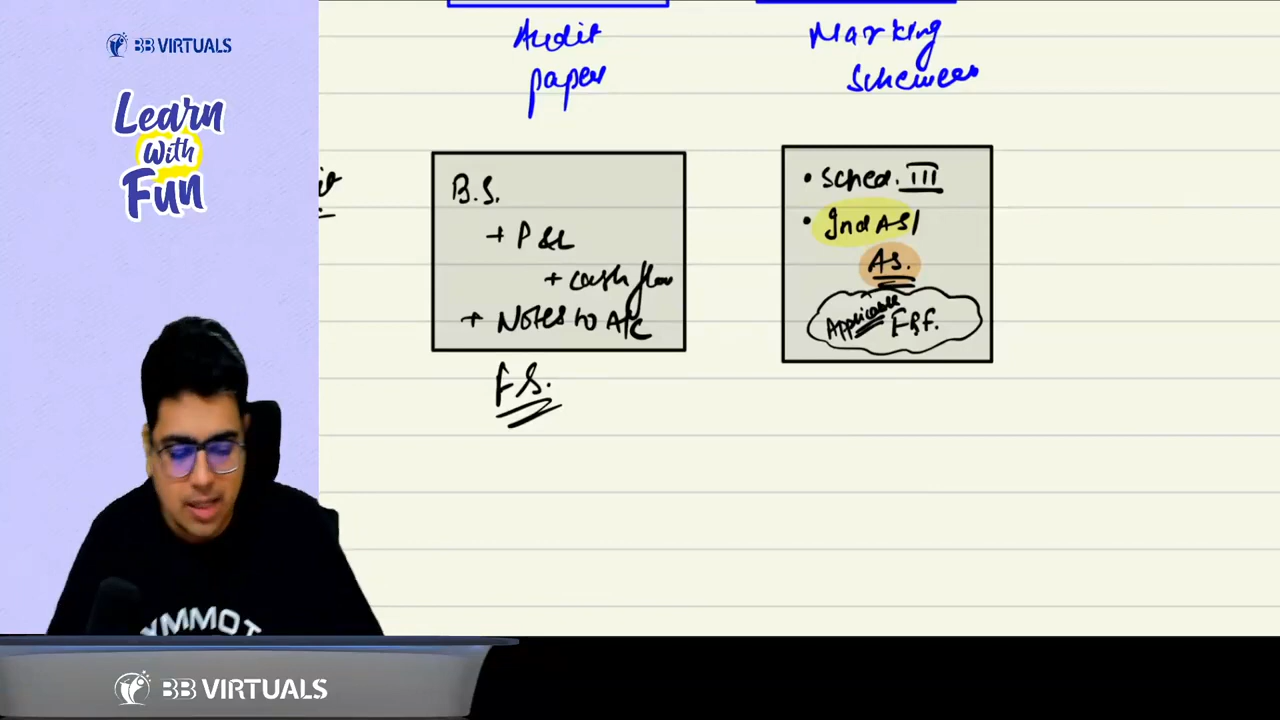 BB VIRTUALS
Learn
With
Fun
Audit
paper
Marking
Schemes
B.S.
+ P&L
+ cash flow
+ Notes to A/C
F.S.
• Sched. III
• Ind AS/
AS.
Applicable
F.R.F.
YMMOT
BB VIRTUALS